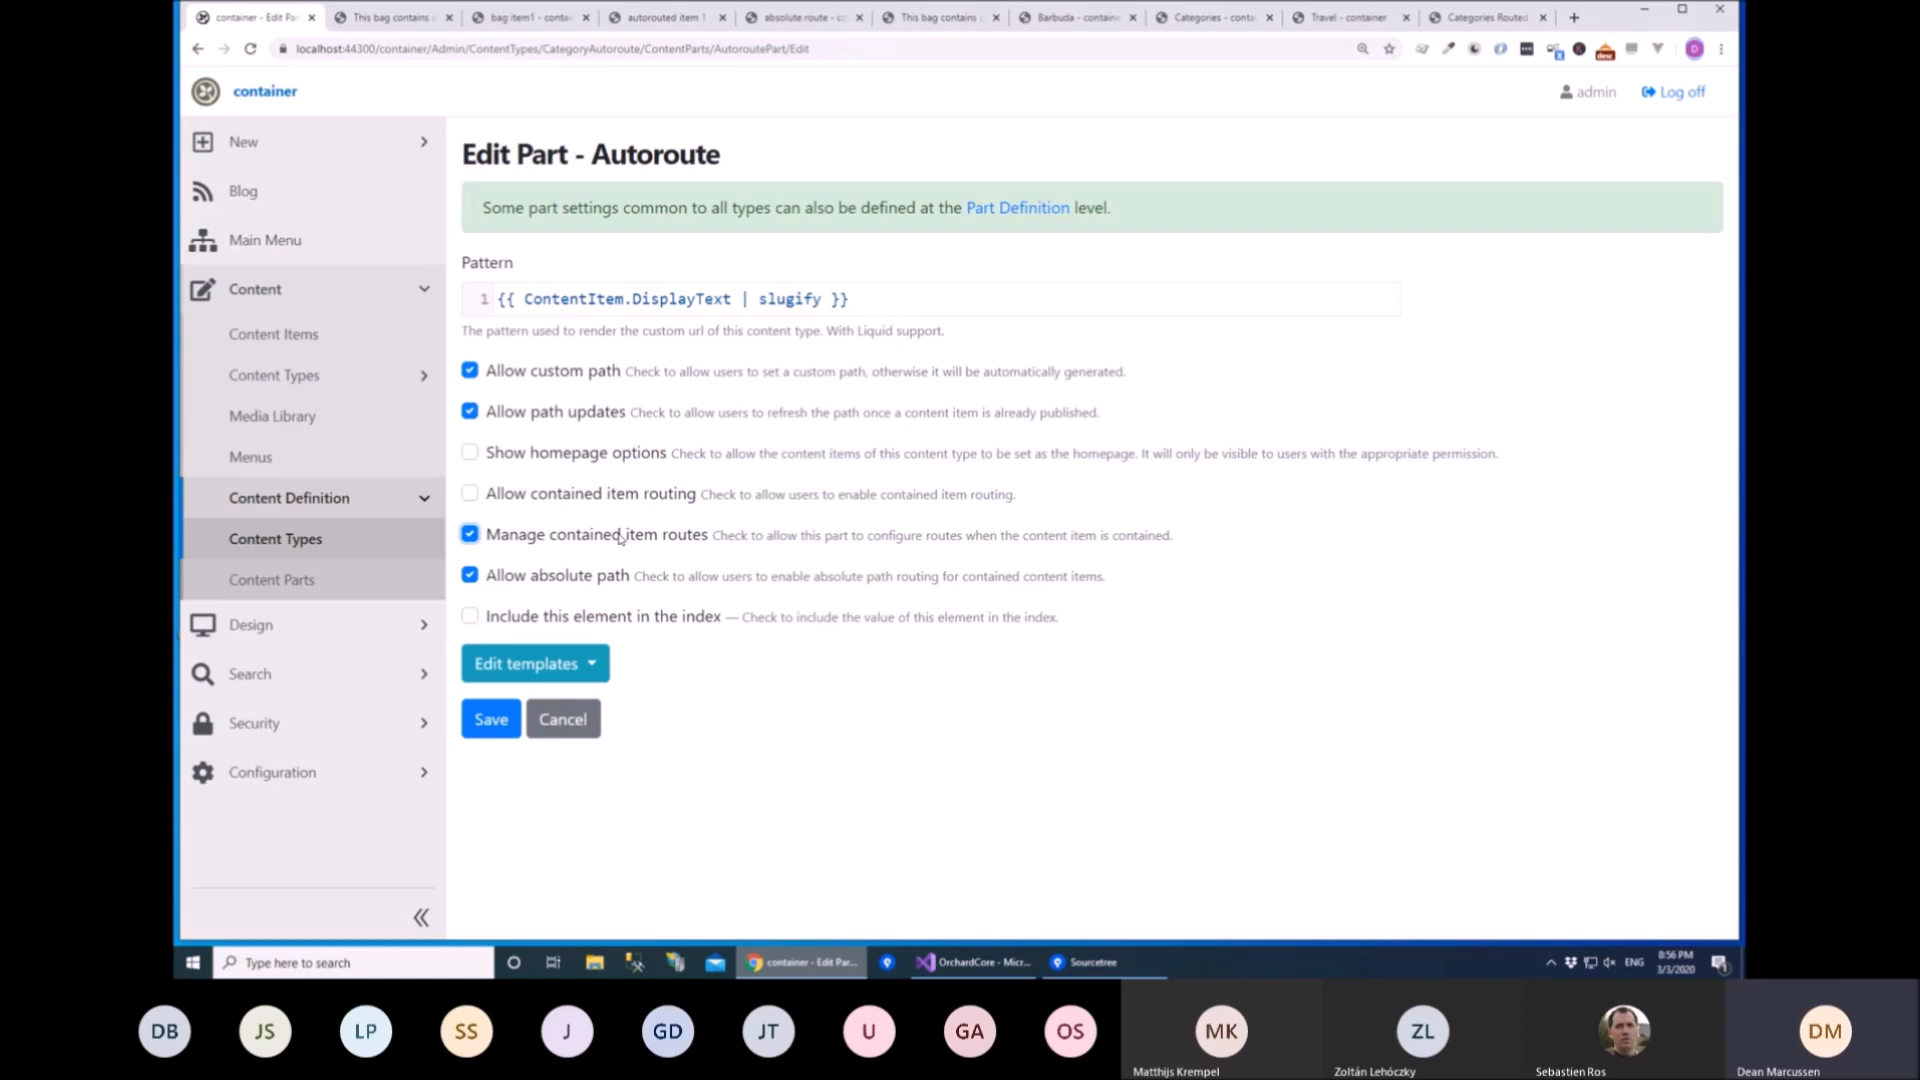 container - Edit Par
This bag contains
bag item1 - conta
autorouted item 1
absolute route - co
This bag contains
Barbuda - contain
Categories - conta
Travel - container
Categories Routed
localhost:44300/container/Admin/ContentTypes/CategoryAutoroute/ContentParts/AutoroutePart/Edit
container
admin
Log off
New
Blog
Main Menu
Content
Content Items
Content Types
Media Library
Menus
Content Definition
Content Types
Content Parts
Design
Search
Security
Configuration
Edit Part - Autoroute
Some part settings common to all types can also be defined at the Part Definition level.
Pattern
1 {{ ContentItem.DisplayText | slugify }}
The pattern used to render the custom url of this content type. With Liquid support.
Allow custom path Check to allow users to set a custom path, otherwise it will be automatically generated.
Allow path updates Check to allow users to refresh the path once a content item is already published.
Show homepage options Check to allow the content items of this content type to be set as the homepage. It will only be visible to users with the appropriate permission.
Allow contained item routing Check to allow users to enable contained item routing.
Manage contained item routes Check to allow this part to configure routes when the content item is contained.
Allow absolute path Check to allow users to enable absolute path routing for contained content items.
Include this element in the index — Check to include the value of this element in the index.
Edit templates
Save Cancel
Type here to search
container - Edit Par...
OrchardCore - Micr...
Sourcetree
ENG
8:56 PM
3/3/2020
DB JS LP SS J GD JT U GA OS MK ZL DM
Matthijs Krempel
Zoltán Lehóczky
Sebastien Ros
Dean Marcussen